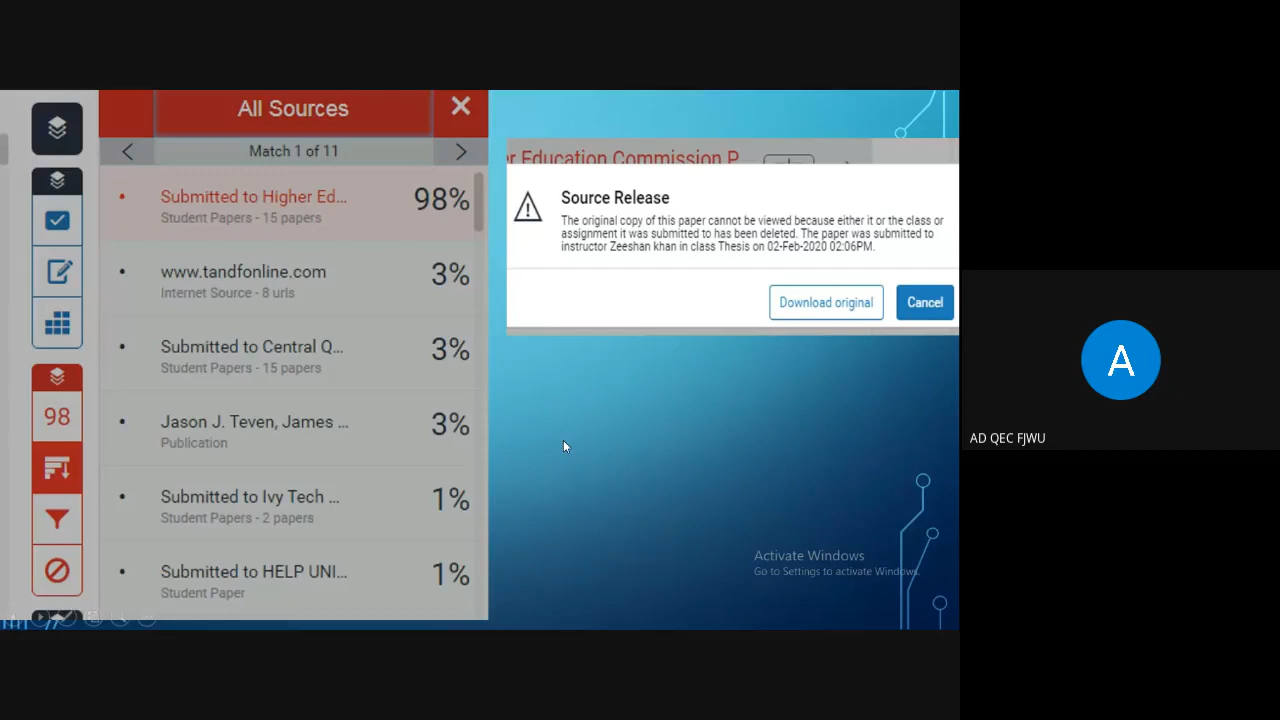 All Sources
Match 1 of 11
Submitted to Higher Ed...
98%
Student Papers - 15 papers
www.tandfonline.com
3%
Internet Source - 8 urls
Submitted to Central Q...
3%
Student Papers - 15 papers
Jason J. Teven, James ...
3%
Publication
Submitted to Ivy Tech ...
1%
Student Papers - 2 papers
Submitted to HELP UNI...
1%
Student Paper
98
r Education Commission P
Source Release
The original copy of this paper cannot be viewed because either it or the class or
assignment it was submitted to has been deleted. The paper was submitted to
instructor Zeeshan khan in class Thesis on 02-Feb-2020 02:06PM.
Download original
Cancel
Activate Windows
Go to Settings to activate Windows.
A
AD QEC FJWU